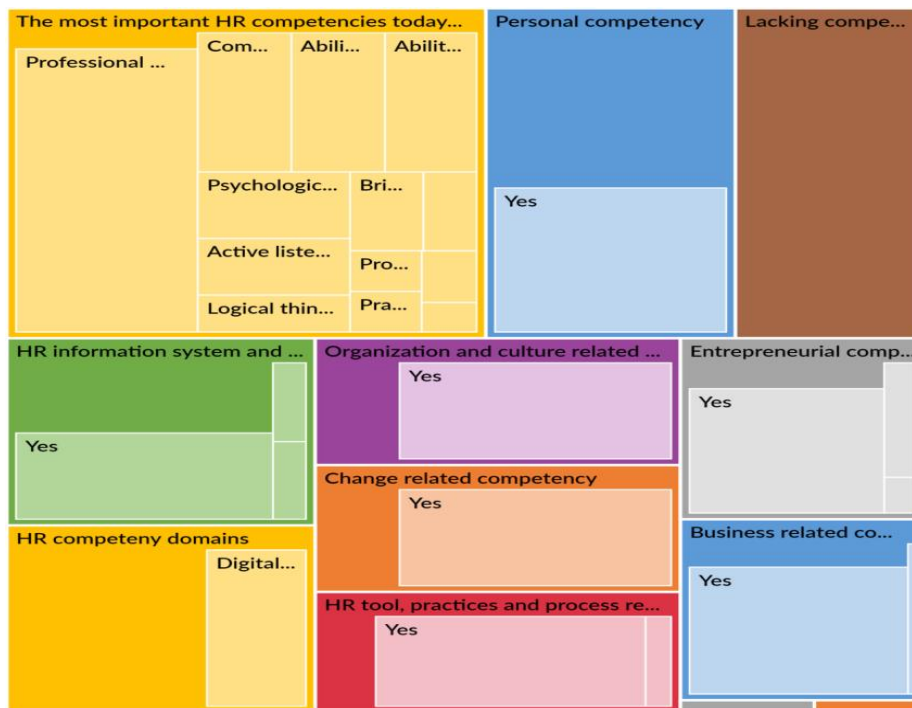 The most important HR competencies today...
Professional ...
Com...
Abili...
Abilit...
Psychologic...
Bri...
Active liste...
Pro...
Logical thin...
Pra...
Personal competency
Yes
Lacking compe...
HR information system and ...
Yes
Organization and culture related ...
Yes
Entrepreneurial comp...
Yes
Change related competency
Yes
HR competeny domains
Digital...
Business related co...
Yes
HR tool, practices and process re...
Yes